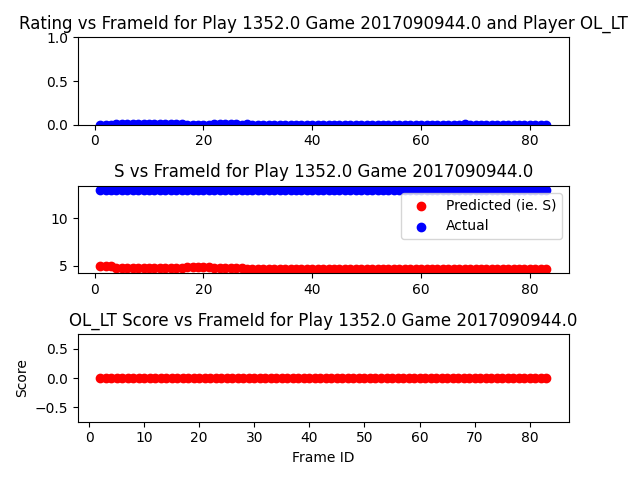 Rating vs FrameId for Play 1352.0 Game 2017090944.0 and Player OL_LT
1.0
0.5
0.0
0 20 40 60 80
S vs FrameId for Play 1352.0 Game 2017090944.0
10
5
Predicted (ie. S)
Actual
0 20 40 60 80
OL_LT Score vs FrameId for Play 1352.0 Game 2017090944.0
Score
0.5
0.0
−0.5
0 10 20 30 40 50 60 70 80
Frame ID